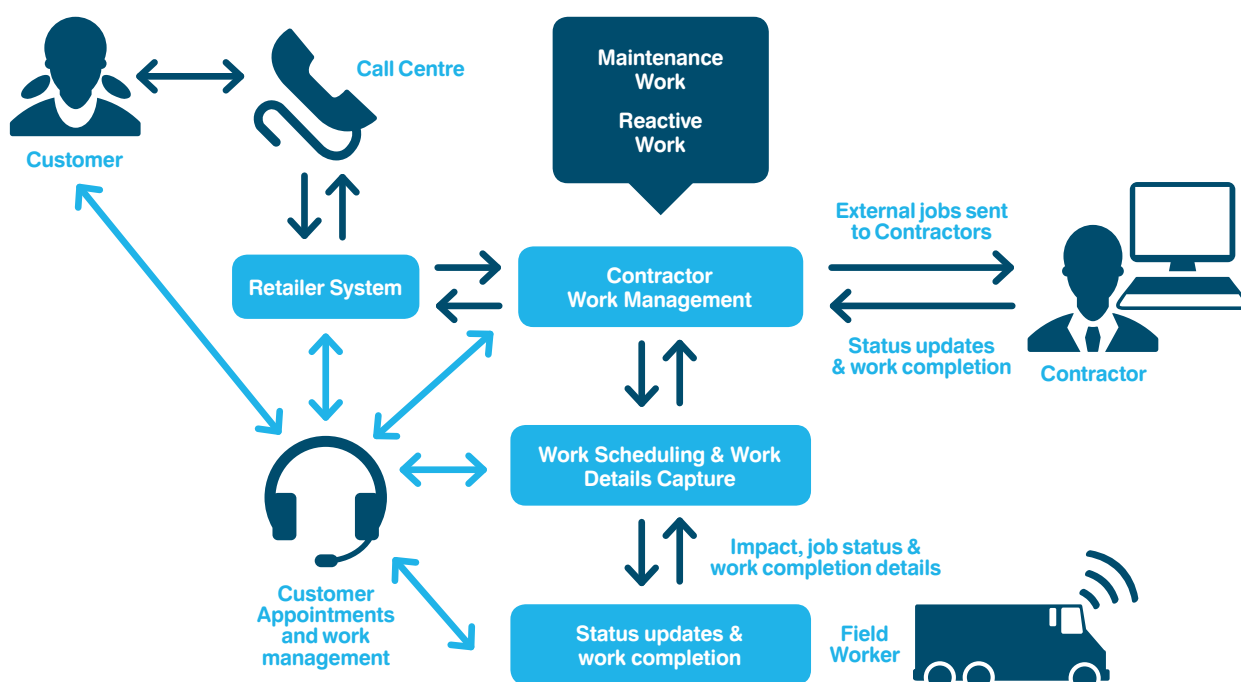 Call Centre
Maintenance
Work
Reactive
Work
Customer
External jobs sent
to Contractors
Retailer System
Contractor
Work Management
Status updates
& work completion
Contractor
Work Scheduling & Work
Details Capture
Impact, job status &
work completion details
Customer
Appointments
and work
management
Status updates &
work completion
Field
Worker